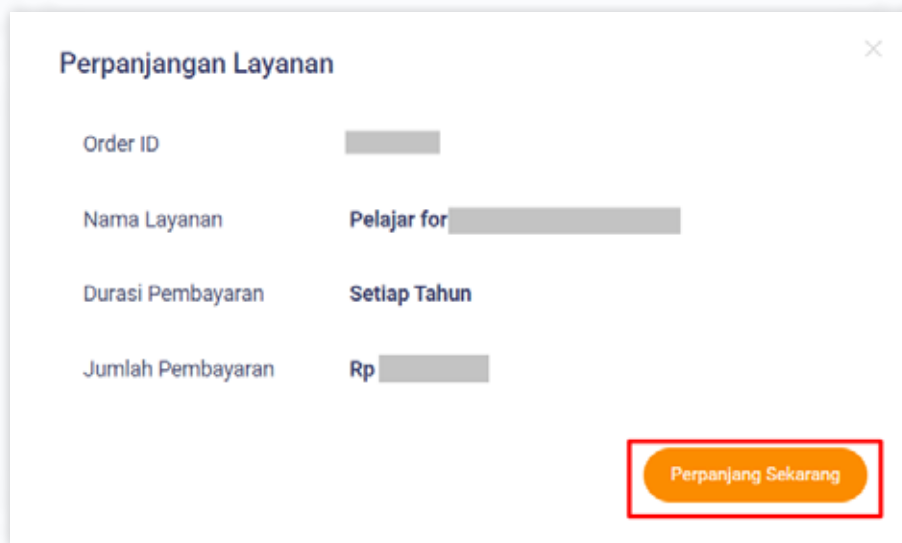 Perpanjangan Layanan
Order ID
Nama Layanan Pelajar for
Durasi Pembayaran Setiap Tahun
Jumlah Pembayaran Rp
Perpanjang Sekarang